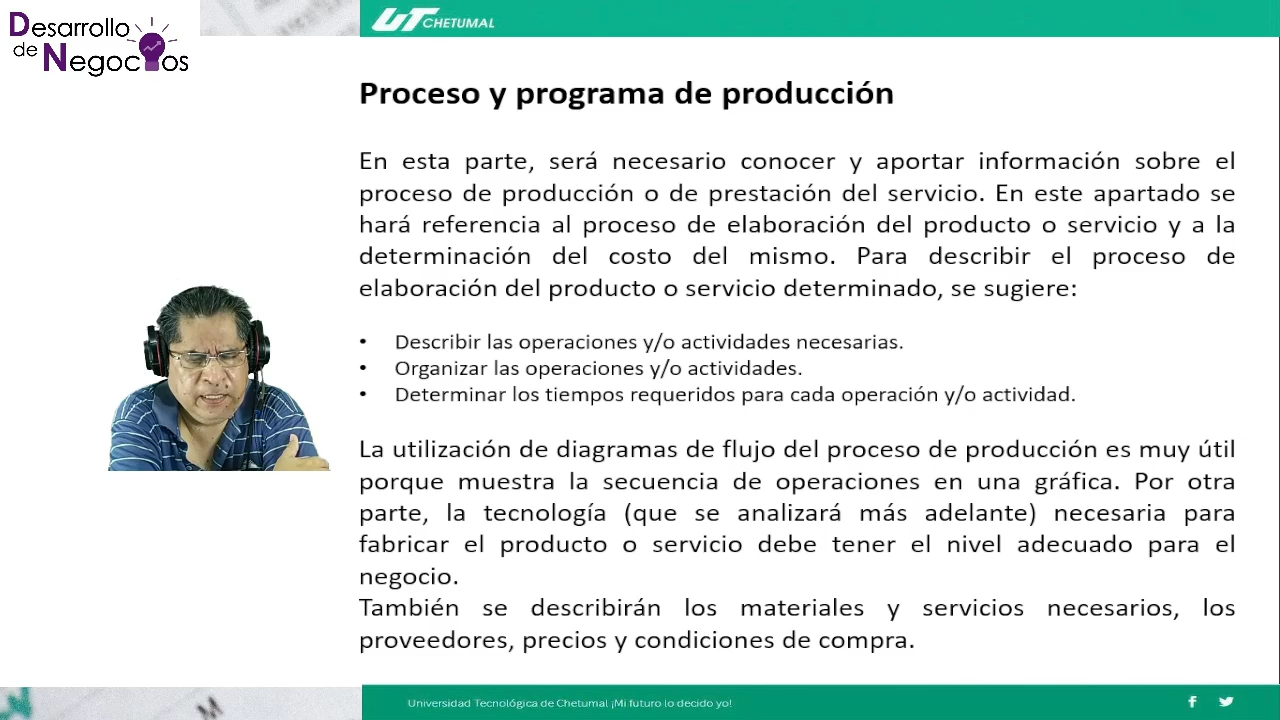 Desarrollo
de Negocios
UT CHETUMAL
Proceso y programa de producción
En esta parte, será necesario conocer y aportar información sobre el
proceso de producción o de prestación del servicio. En este apartado se
hará referencia al proceso de elaboración del producto o servicio y a la
determinación del costo del mismo. Para describir el proceso de
elaboración del producto o servicio determinado, se sugiere:
• Describir las operaciones y/o actividades necesarias.
• Organizar las operaciones y/o actividades.
• Determinar los tiempos requeridos para cada operación y/o actividad.
La utilización de diagramas de flujo del proceso de producción es muy útil
porque muestra la secuencia de operaciones en una gráfica. Por otra
parte, la tecnología (que se analizará más adelante) necesaria para
fabricar el producto o servicio debe tener el nivel adecuado para el
negocio.
También se describirán los materiales y servicios necesarios, los
proveedores, precios y condiciones de compra.
Universidad Tecnológica de Chetumal ¡Mi futuro lo decido yo!